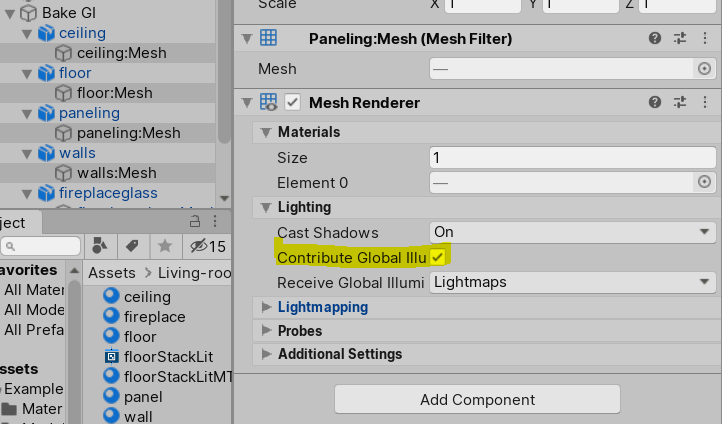 Bake GI
ceiling
ceiling:Mesh
floor
floor:Mesh
paneling
paneling:Mesh
walls
walls:Mesh
fireplaceglass
ject
15
avorites
All Mater
All Mode
All Prefa
ssets
Example
Mater
Assets > Living-roo
ceiling
fireplace
floor
floorStackLit
floorStackLitMT
panel
wall
Scale X 1 Y 1 Z 1
Paneling:Mesh (Mesh Filter)
Mesh —
Mesh Renderer
Materials
Size 1
Element 0 —
Lighting
Cast Shadows On
Contribute Global Illu
Receive Global Illumi Lightmaps
Lightmapping
Probes
Additional Settings
Add Component